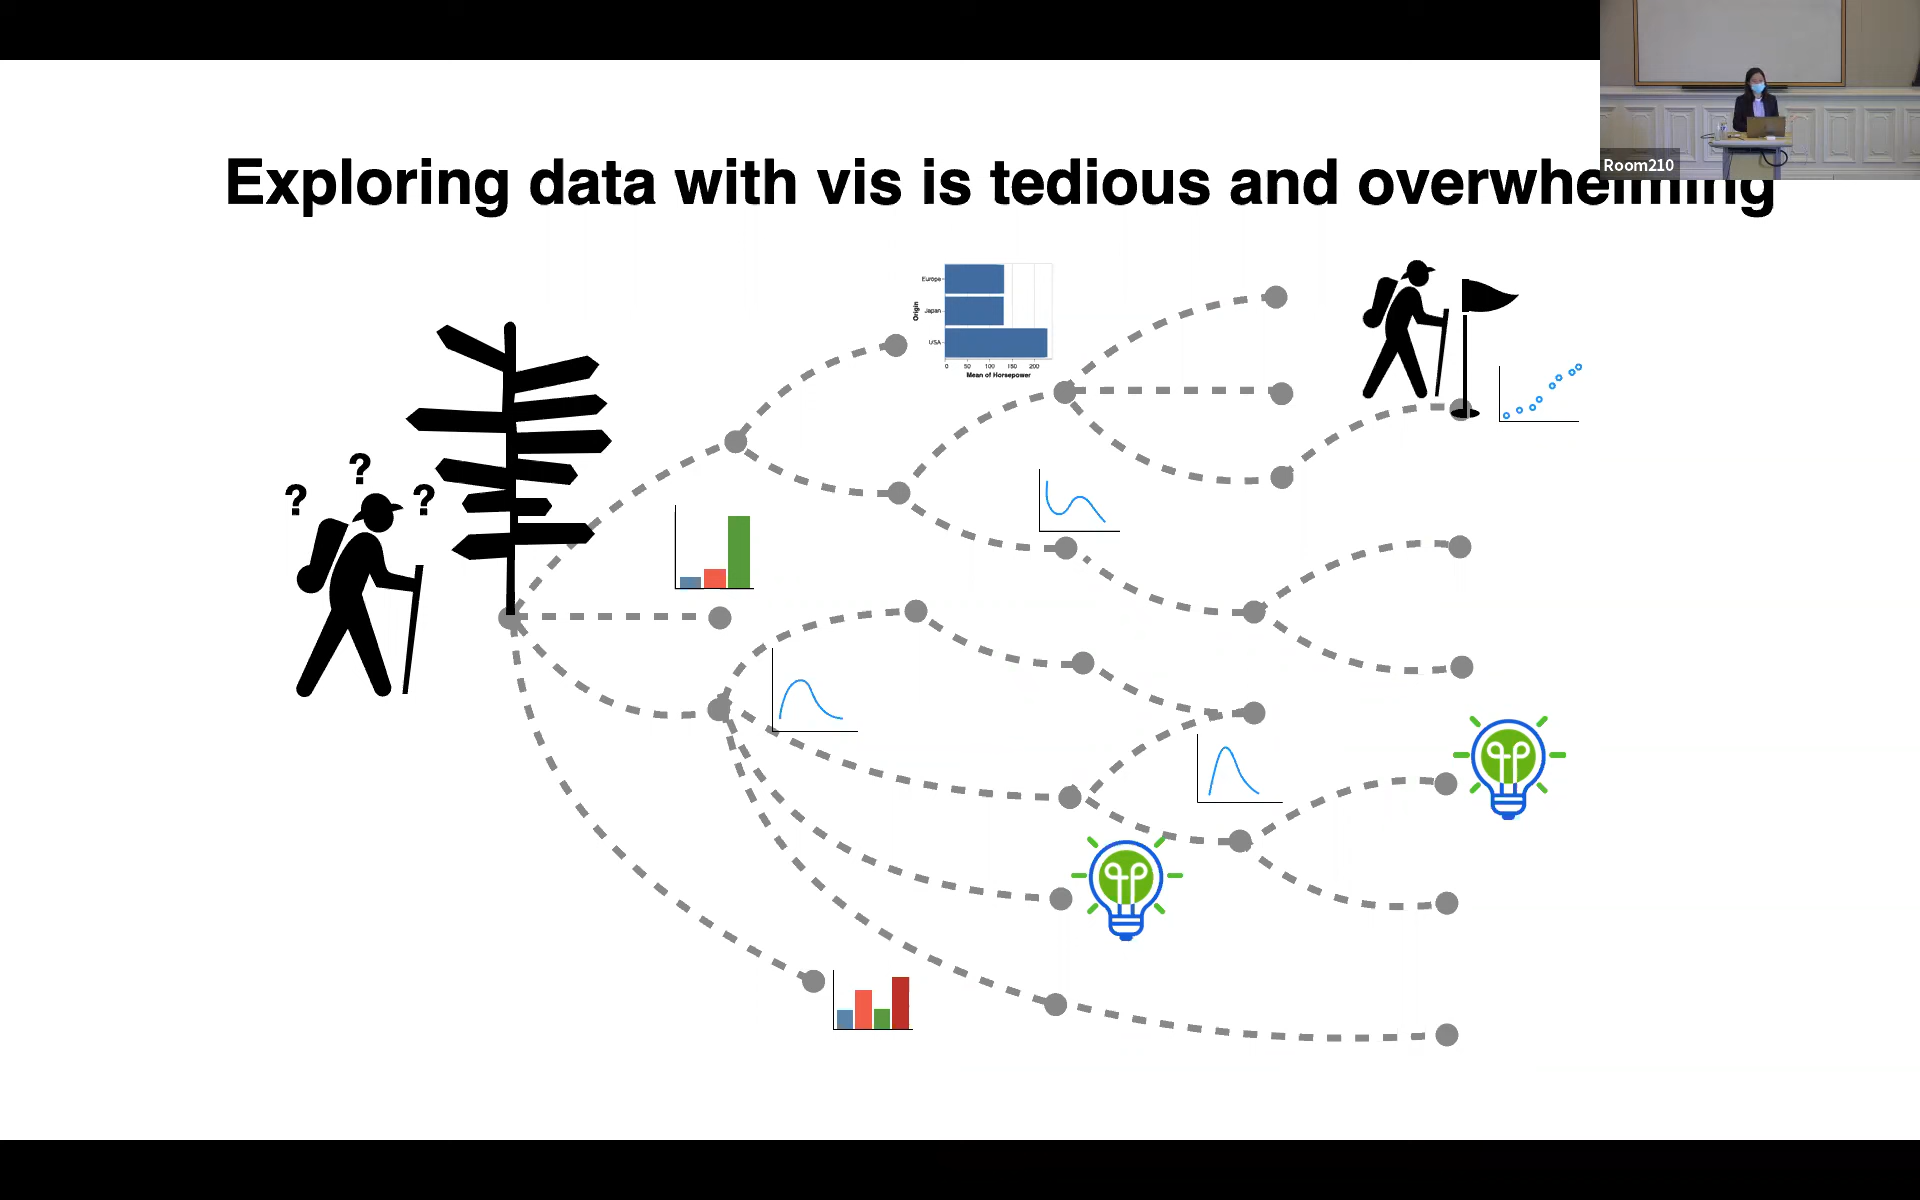 Room210
Exploring data with vis is tedious and overwhelming
Europe
Japan
USA
Origin
0 50 100 150 200
Mean of Horsepower
?
? ?